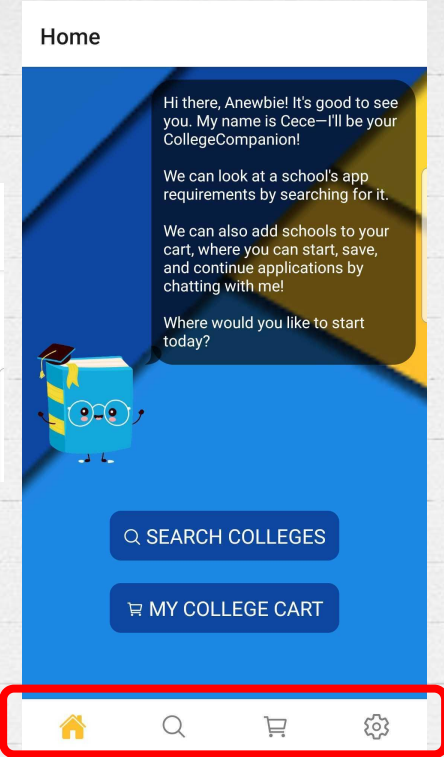 Home
Hi there, Anewbie! It's good to see
you. My name is Cece—I'll be your
CollegeCompanion!
We can look at a school's app
requirements by searching for it.
We can also add schools to your
cart, where you can start, save,
and continue applications by
chatting with me!
Where would you like to start
today?
SEARCH COLLEGES
MY COLLEGE CART